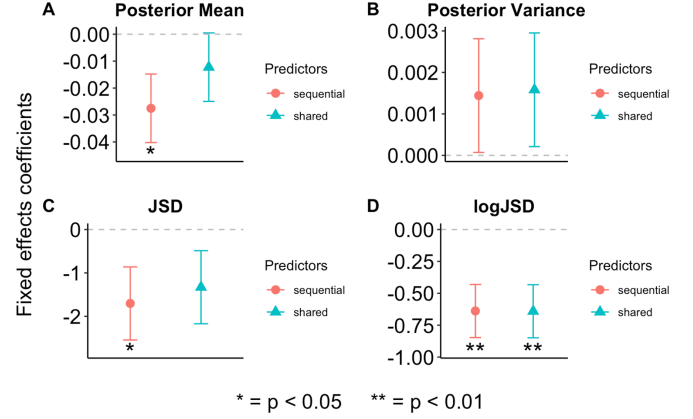 A Posterior Mean
0.00
-0.01
-0.02
-0.03
-0.04
*
Predictors
sequential
shared
B Posterior Variance
0.003
0.002
0.001
0.000
Predictors
sequential
shared
Fixed effects coefficients
C JSD
0
-1
-2
*
Predictors
sequential
shared
D logJSD
0.00
-0.25
-0.50
-0.75
-1.00
** **
Predictors
sequential
shared
* = p < 0.05 ** = p < 0.01